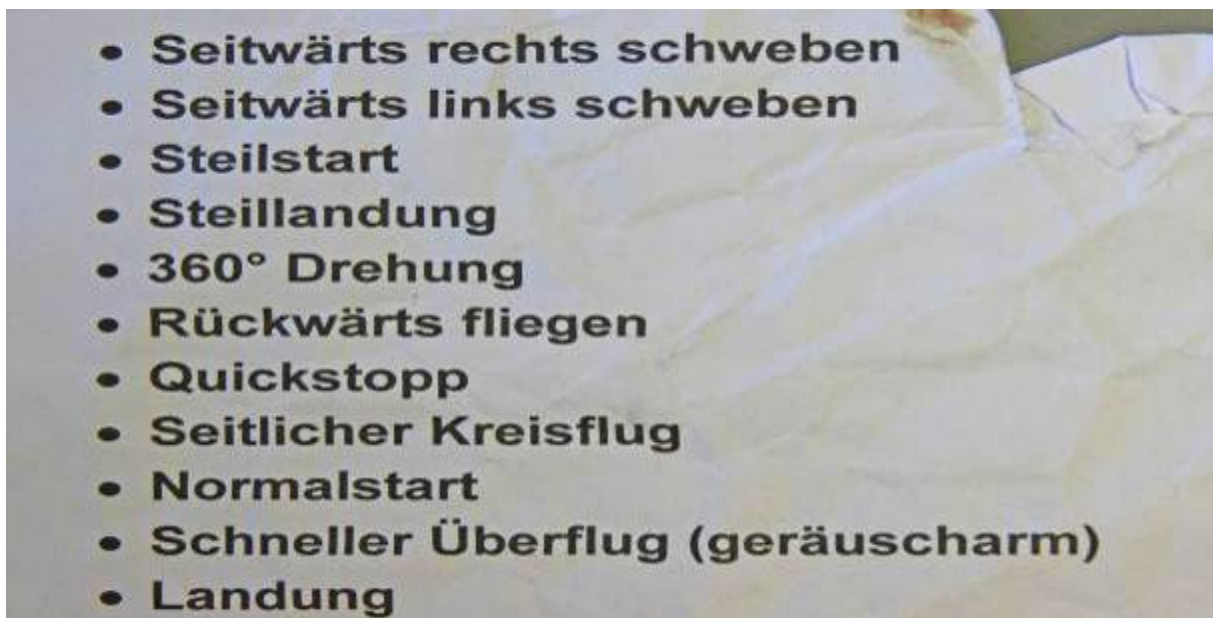 • Seitwärts rechts schweben
• Seitwärts links schweben
• Steilstart
• Steillandung
• 360° Drehung
• Rückwärts fliegen
• Quickstopp
• Seitlicher Kreisflug
• Normalstart
• Schneller Überflug (geräuscharm)
• Landung